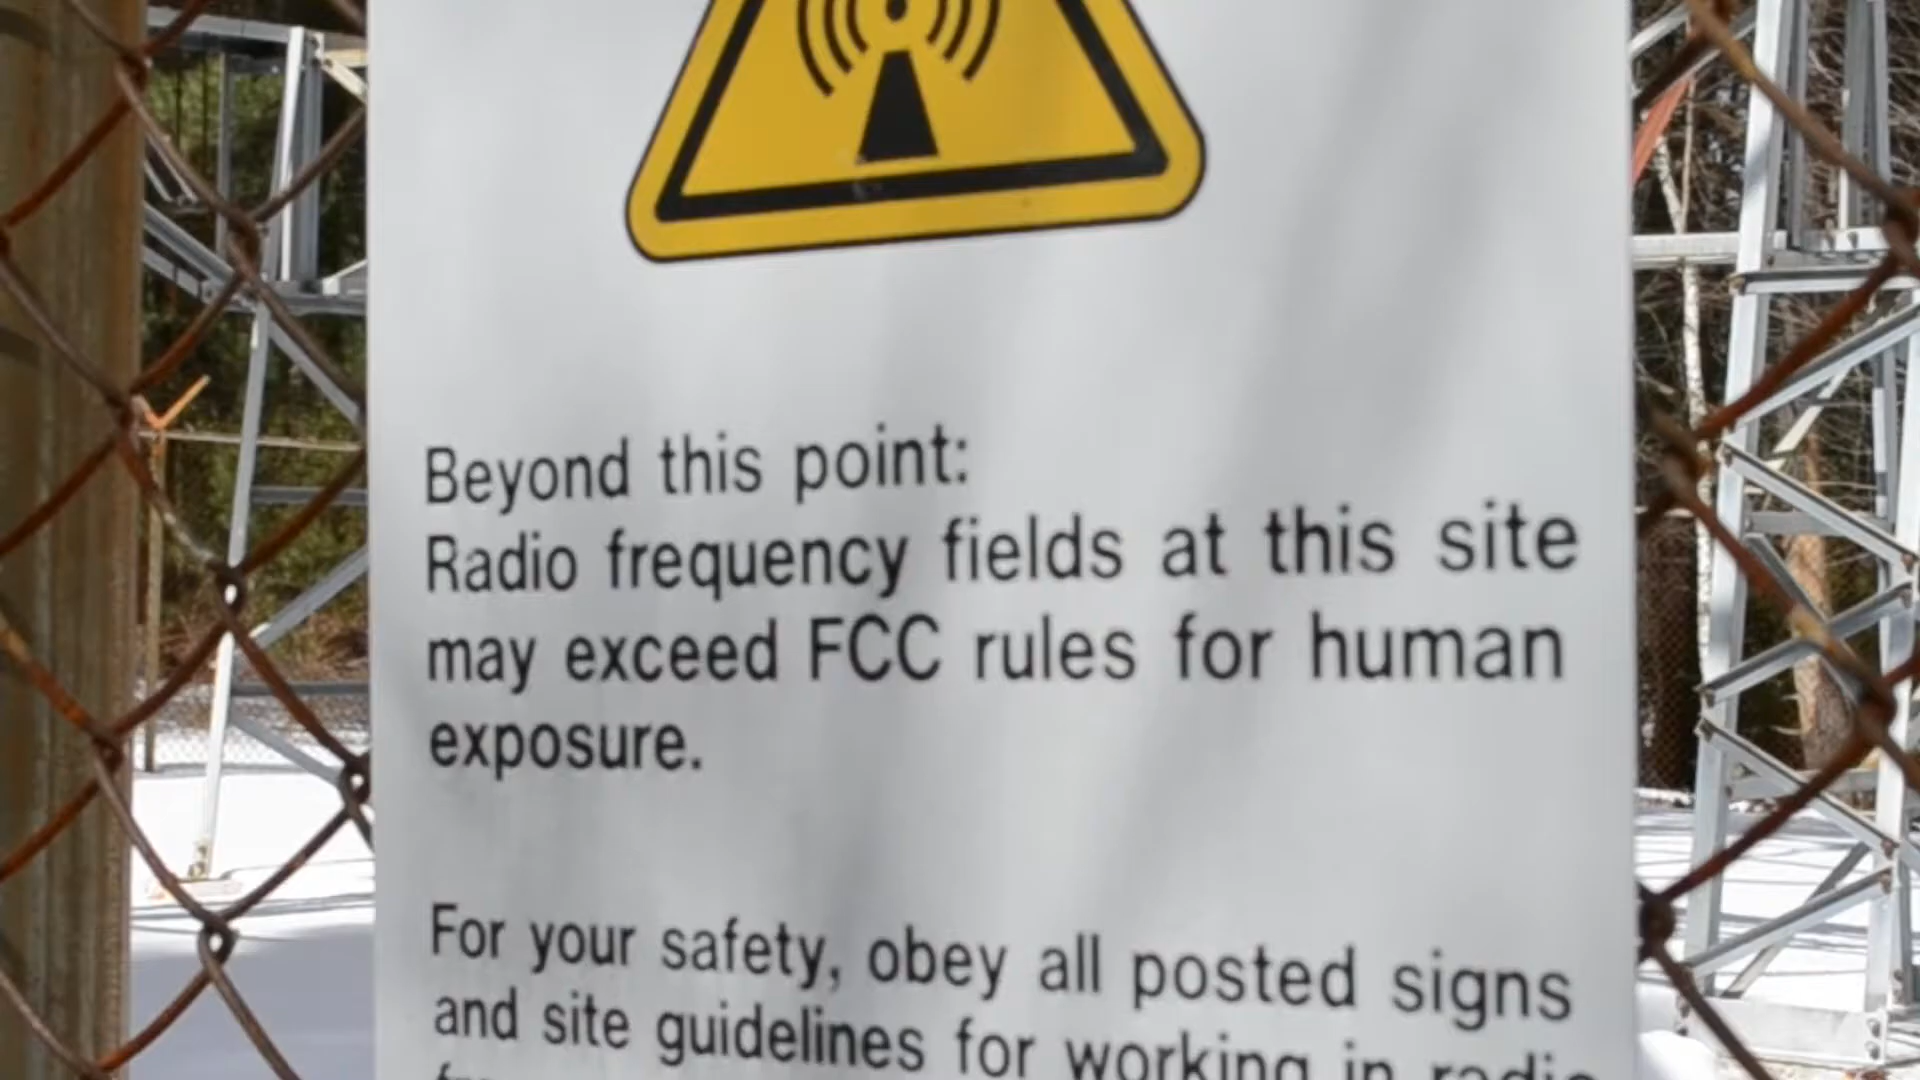 Beyond this point:
Radio frequency fields at this site
may exceed FCC rules for human
exposure.
For your safety, obey all posted signs
and site guidelines for working in radio